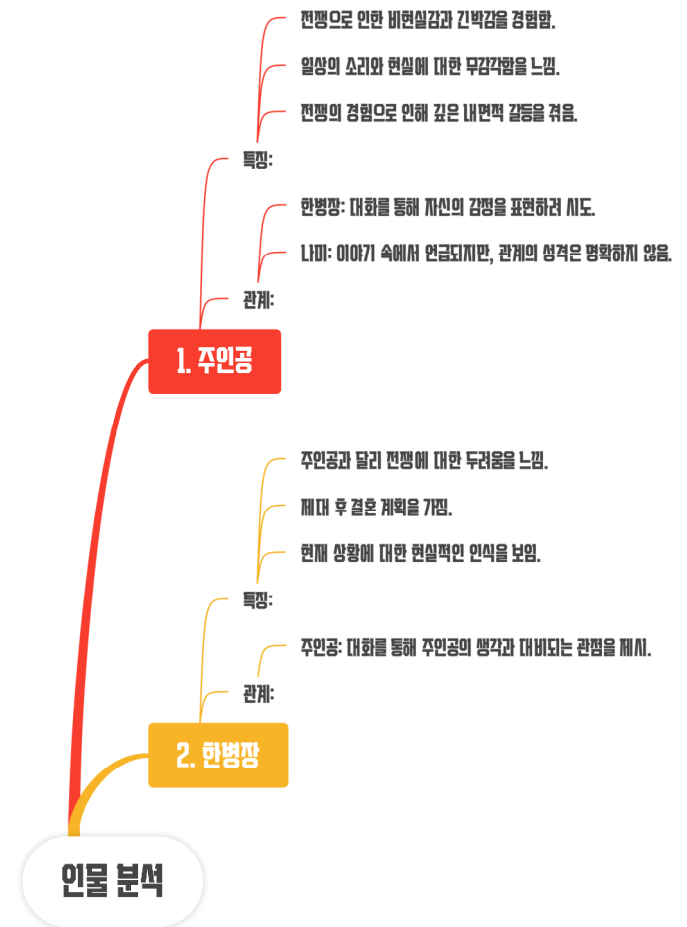 전쟁으로 인한 비현실감과 긴박감을 경험함.
일상의 소리와 현실에 대한 무감각함을 느낌.
전쟁의 경험으로 인해 깊은 내면적 갈등을 겪음.
특징:
한병장: 대화를 통해 자신의 감정을 표현하려 시도.
나미: 이야기 속에서 언급되지만, 관계의 성격은 명확하지 않음.
관계:
1. 주인공
주인공과 달리 전쟁에 대한 두려움을 느낌.
제대 후 결혼 계획을 가짐.
현재 상황에 대한 현실적인 인식을 보임.
특징:
주인공: 대화를 통해 주인공의 생각과 대비되는 관점을 제시.
관계:
2. 한병장
인물 분석